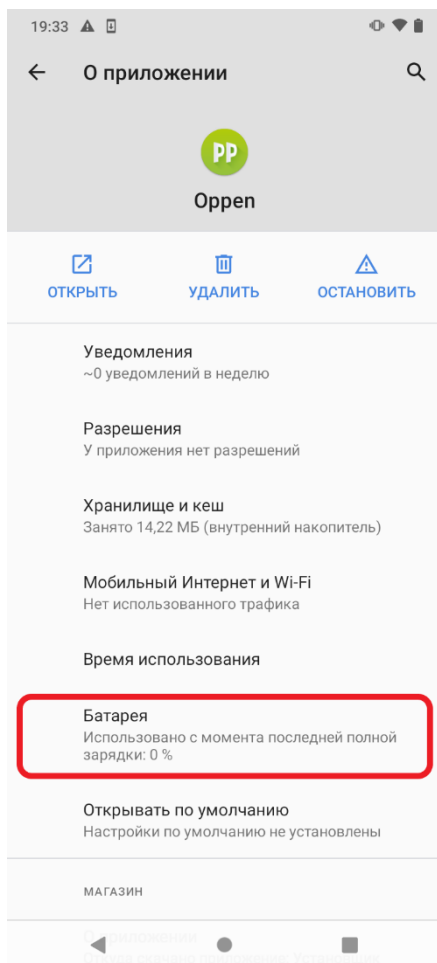 19:33
О приложении
PP
Oppen
ОТКРЫТЬ УДАЛИТЬ ОСТАНОВИТЬ
Уведомления
~0 уведомлений в неделю
Разрешения
У приложения нет разрешений
Хранилище и кеш
Занято 14,22 МБ (внутренний накопитель)
Мобильный Интернет и Wi-Fi
Нет использованного трафика
Время использования
Батарея
Использовано с момента последней полной
зарядки: 0 %
Открывать по умолчанию
Настройки по умолчанию не установлены
МАГАЗИН
О приложении